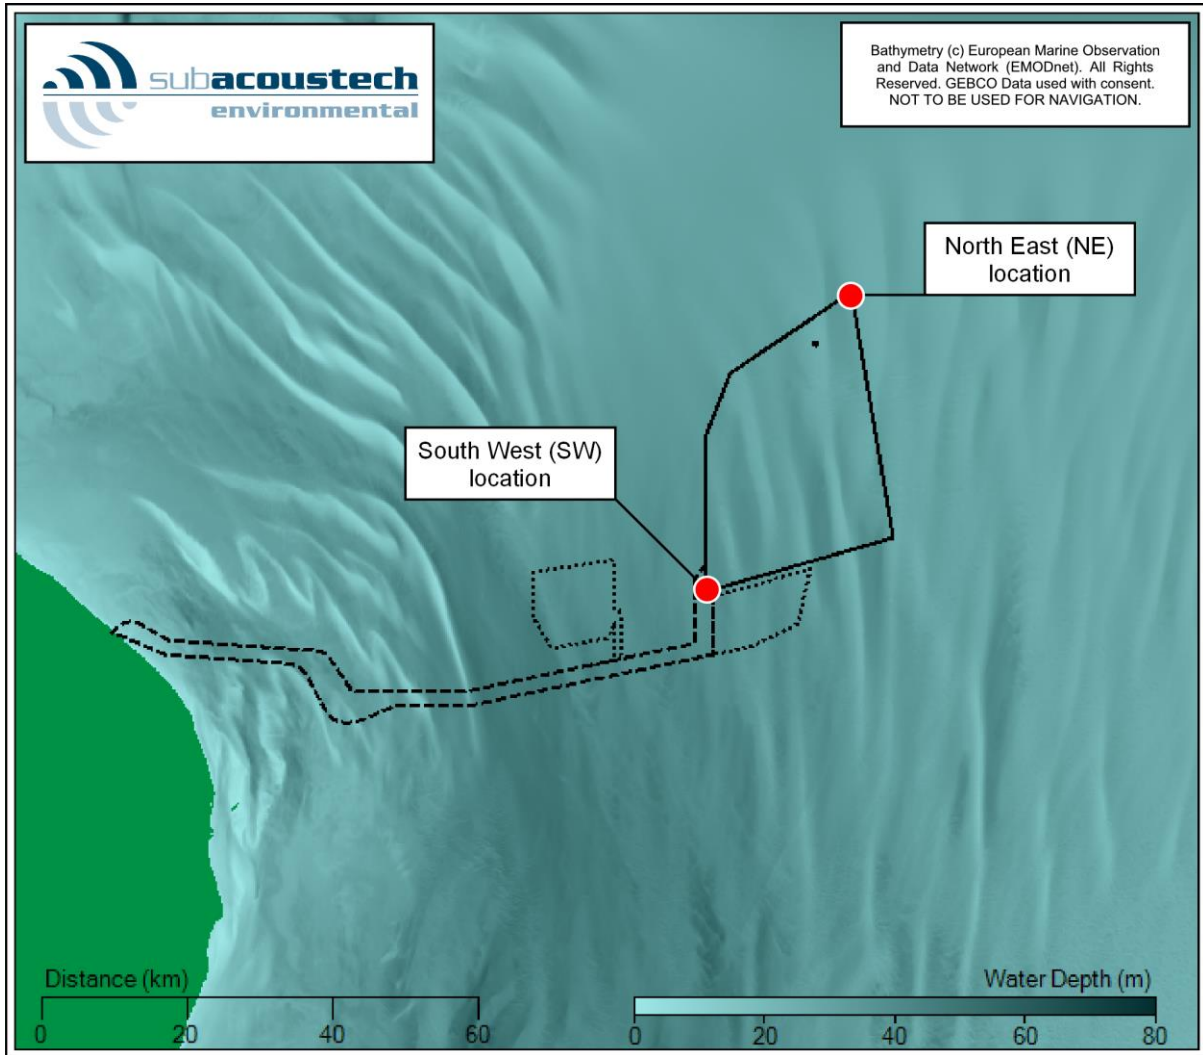 subacoustech
environmental
Bathymetry (c) European Marine Observation
and Data Network (EMODnet). All Rights
Reserved. GEBCO Data used with consent.
NOT TO BE USED FOR NAVIGATION.
North East (NE)
location
South West (SW)
location
Distance (km)
0 20 40 60
Water Depth (m)
0 20 40 60 80